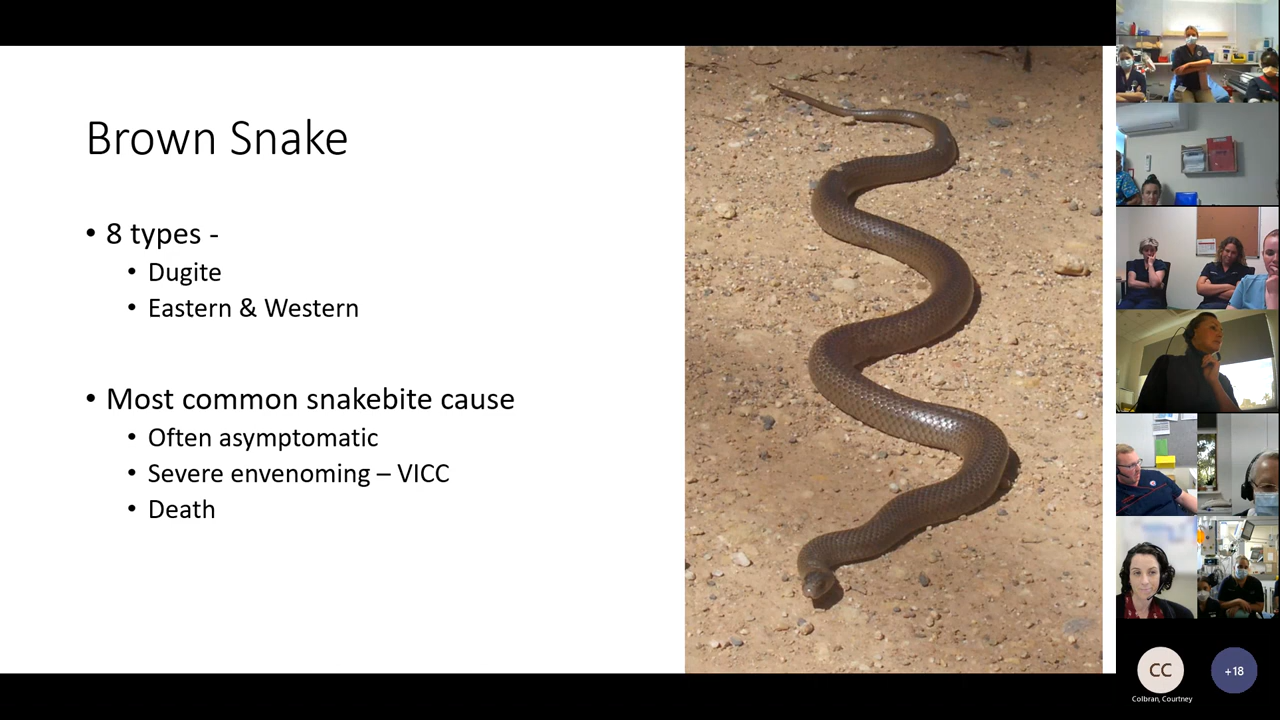 Brown Snake
• 8 types -
• Dugite
• Eastern & Western
• Most common snakebite cause
• Often asymptomatic
• Severe envenoming – VICC
• Death
CC
+18
Colbran, Courtney